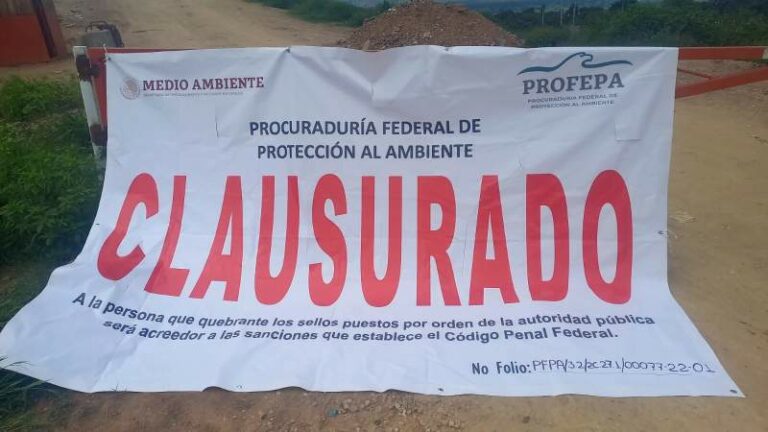 MEDIO AMBIENTE
PROFEPA
PROCURADURÍA FEDERAL DE
PROTECCIÓN AL AMBIENTE
PROCURADURÍA FEDERAL DE
PROTECCIÓN AL AMBIENTE
CLAUSURADO
A la persona que quebrante los sellos puestos por orden de la autoridad pública
será acreedor a las sanciones que establece el Código Penal Federal.
No Folio: PFPA/32/2C.27.1/00077-22-01